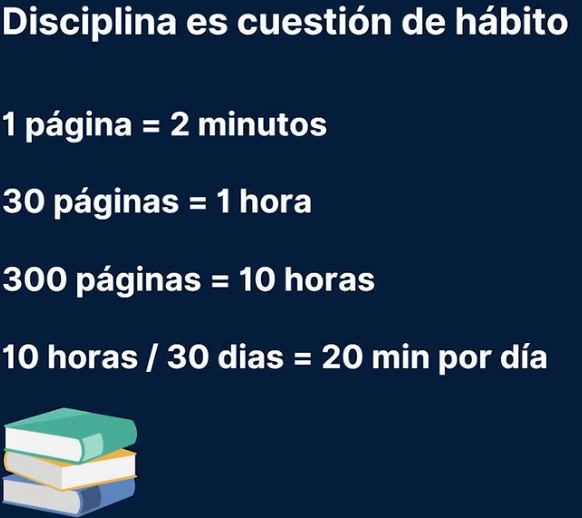 Disciplina es cuestión de hábito
1 página = 2 minutos
30 páginas = 1 hora
300 páginas = 10 horas
10 horas / 30 dias = 20 min por día